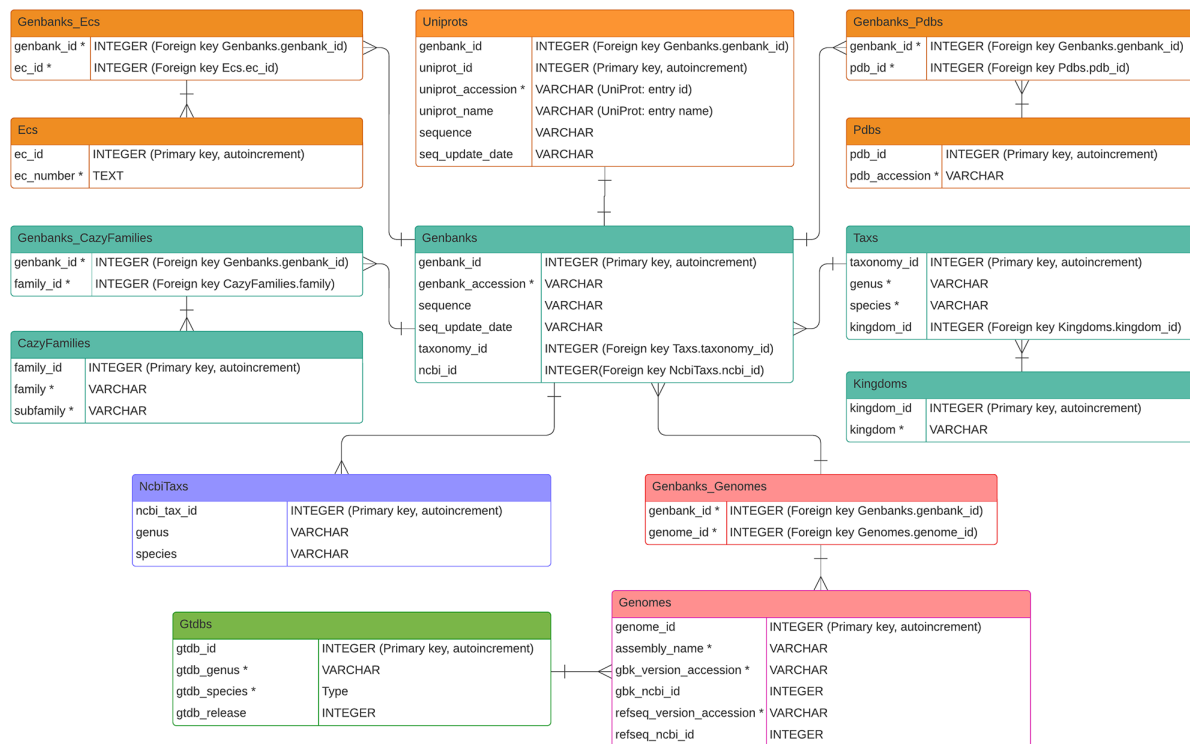 Genbanks_Ecs
genbank_id * INTEGER (Foreign key Genbanks.genbank_id)
ec_id * INTEGER (Foreign key Ecs.ec_id)
Uniprots
genbank_id INTEGER (Foreign key Genbanks.genbank_id)
uniprot_id INTEGER (Primary key, autoincrement)
uniprot_accession * VARCHAR (UniProt: entry id)
uniprot_name VARCHAR (UniProt: entry name)
sequence VARCHAR
seq_update_date VARCHAR
Genbanks_Pdbs
genbank_id * INTEGER (Foreign key Genbanks.genbank_id)
pdb_id * INTEGER (Foreign key Pdbs.pdb_id)
Ecs
ec_id INTEGER (Primary key, autoincrement)
ec_number * TEXT
Pdbs
pdb_id INTEGER (Primary key, autoincrement)
pdb_accession * VARCHAR
Genbanks_CazyFamilies
genbank_id * INTEGER (Foreign key Genbanks.genbank_id)
family_id * INTEGER (Foreign key CazyFamilies.family)
Genbanks
genbank_id INTEGER (Primary key, autoincrement)
genbank_accession * VARCHAR
sequence VARCHAR
seq_update_date VARCHAR
taxonomy_id INTEGER (Foreign key Taxs.taxonomy_id)
ncbi_id INTEGER(Foreign key NcbiTaxs.ncbi_id)
Taxs
taxonomy_id INTEGER (Primary key, autoincrement)
genus * VARCHAR
species * VARCHAR
kingdom_id INTEGER (Foreign key Kingdoms.kingdom_id)
CazyFamilies
family_id INTEGER (Primary key, autoincrement)
family * VARCHAR
subfamily * VARCHAR
Kingdoms
kingdom_id INTEGER (Primary key, autoincrement)
kingdom * VARCHAR
NcbiTaxs
ncbi_tax_id INTEGER (Primary key, autoincrement)
genus VARCHAR
species VARCHAR
Genbanks_Genomes
genbank_id * INTEGER (Foreign key Genbanks.genbank_id)
genome_id * INTEGER (Foreign key Genomes.genome_id)
Gtdbs
gtdb_id INTEGER (Primary key, autoincrement)
gtdb_genus * VARCHAR
gtdb_species * Type
gtdb_release INTEGER
Genomes
genome_id INTEGER (Primary key, autoincrement)
assembly_name * VARCHAR
gbk_version_accession * VARCHAR
gbk_ncbi_id INTEGER
refseq_version_accession * VARCHAR
refseq_ncbi_id INTEGER